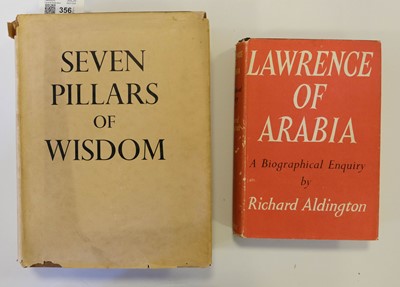 356
SEVEN
PILLARS
OF
WISDOM
LAWRENCE
OF
ARABIA
A Biographical Enquiry
by
Richard Aldington